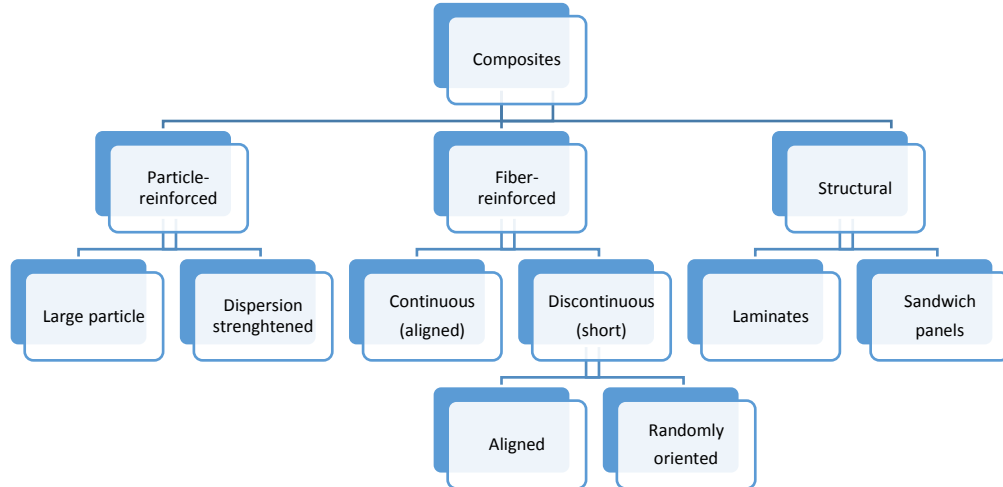 Composites
Particle-
reinforced
Fiber-
reinforced
Structural
Large particle
Dispersion
strenghtened
Continuous
(aligned)
Discontinuous
(short)
Laminates
Sandwich
panels
Aligned
Randomly
oriented